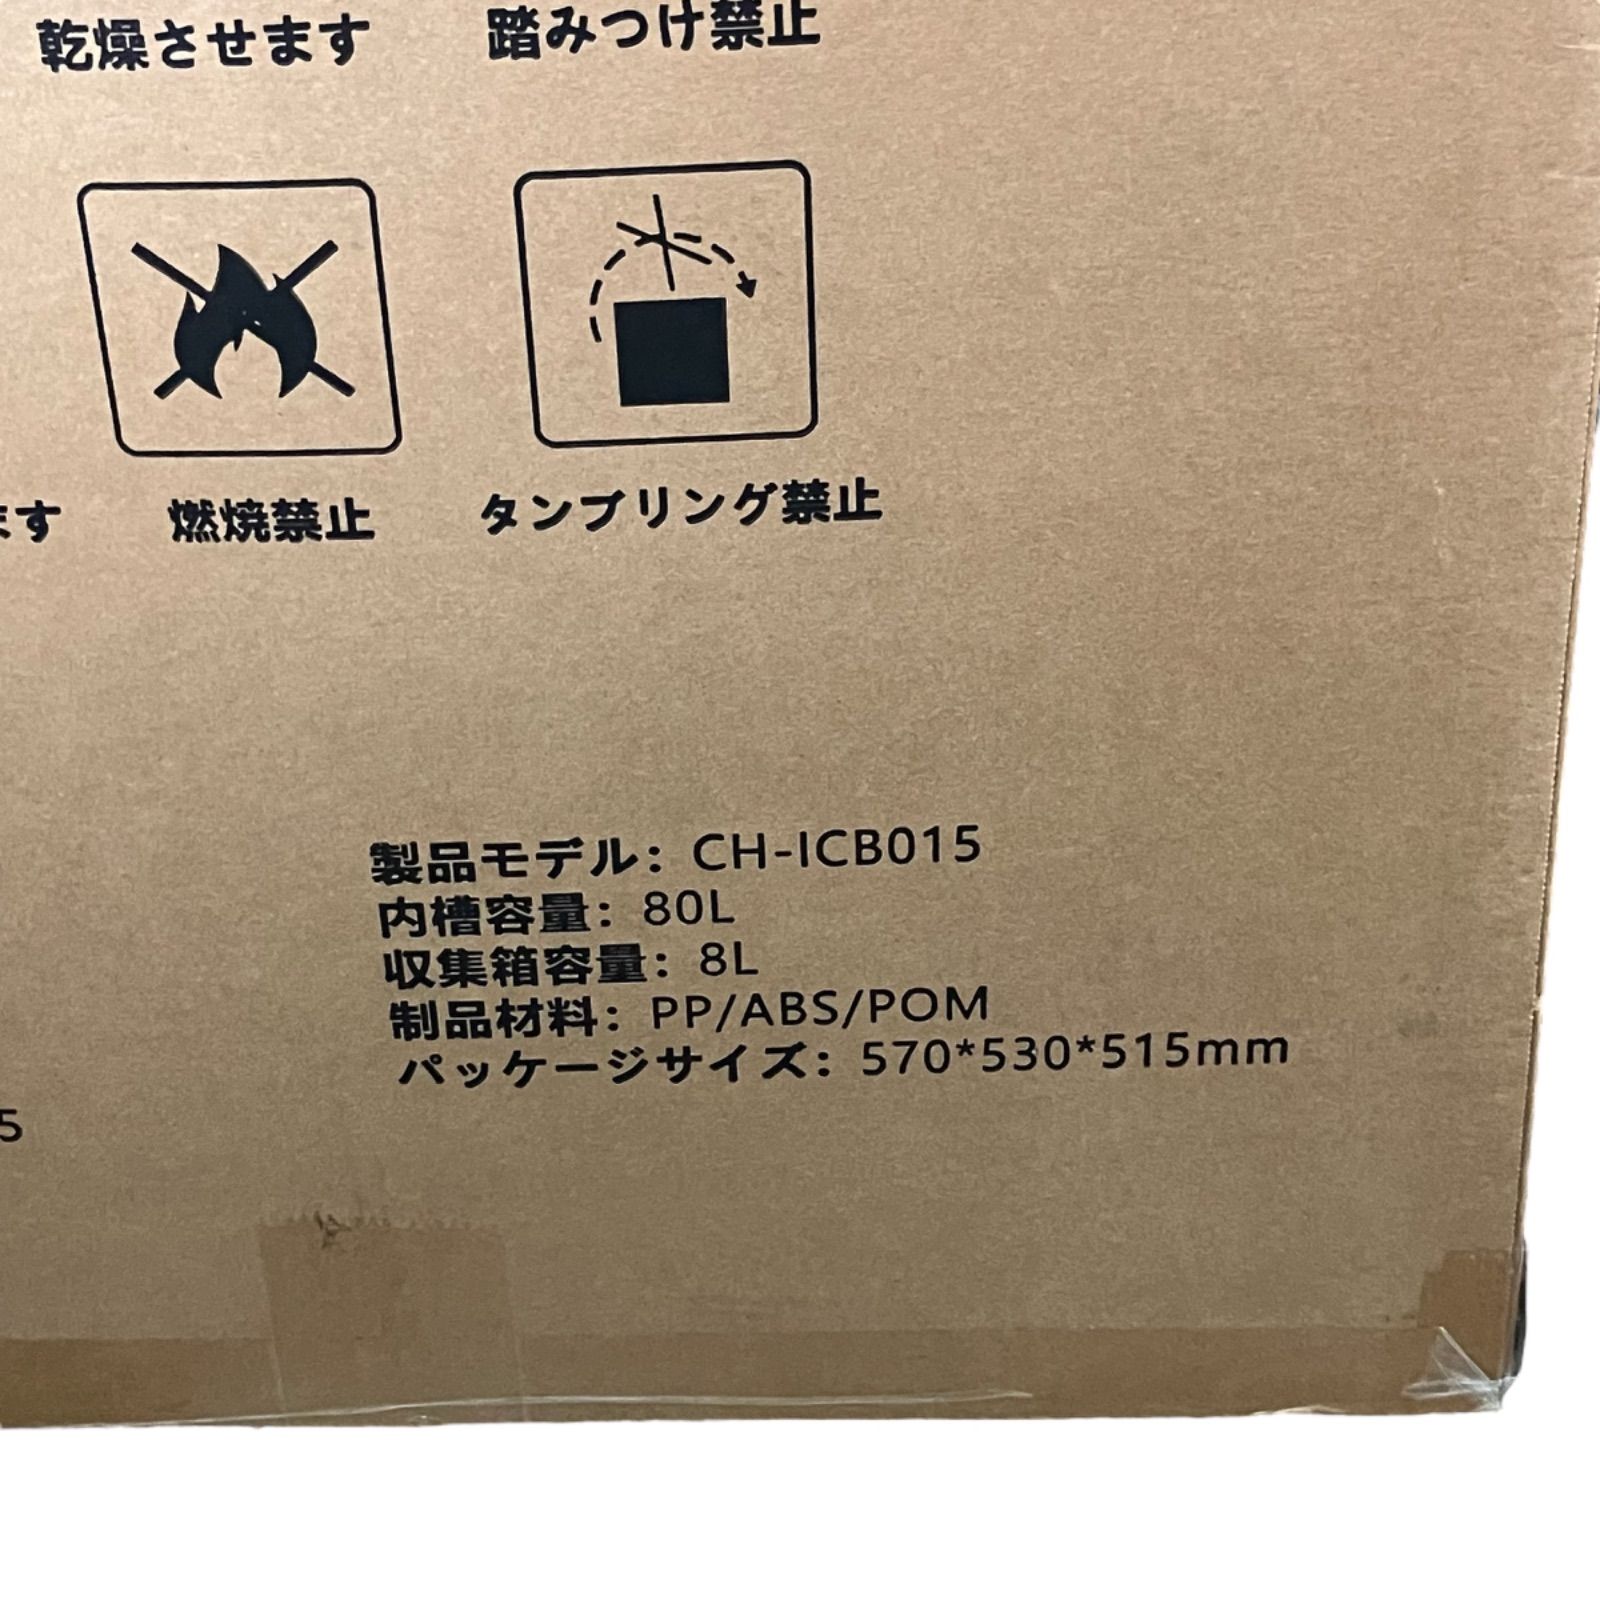 乾燥させます 踏みつけ禁止
ます 燃焼禁止 タンブリング禁止
製品モデル: CH-ICB015
内槽容量: 80L
収集箱容量: 8L
制品材料: PP/ABS/POM
パッケージサイズ: 570*530*515mm
5